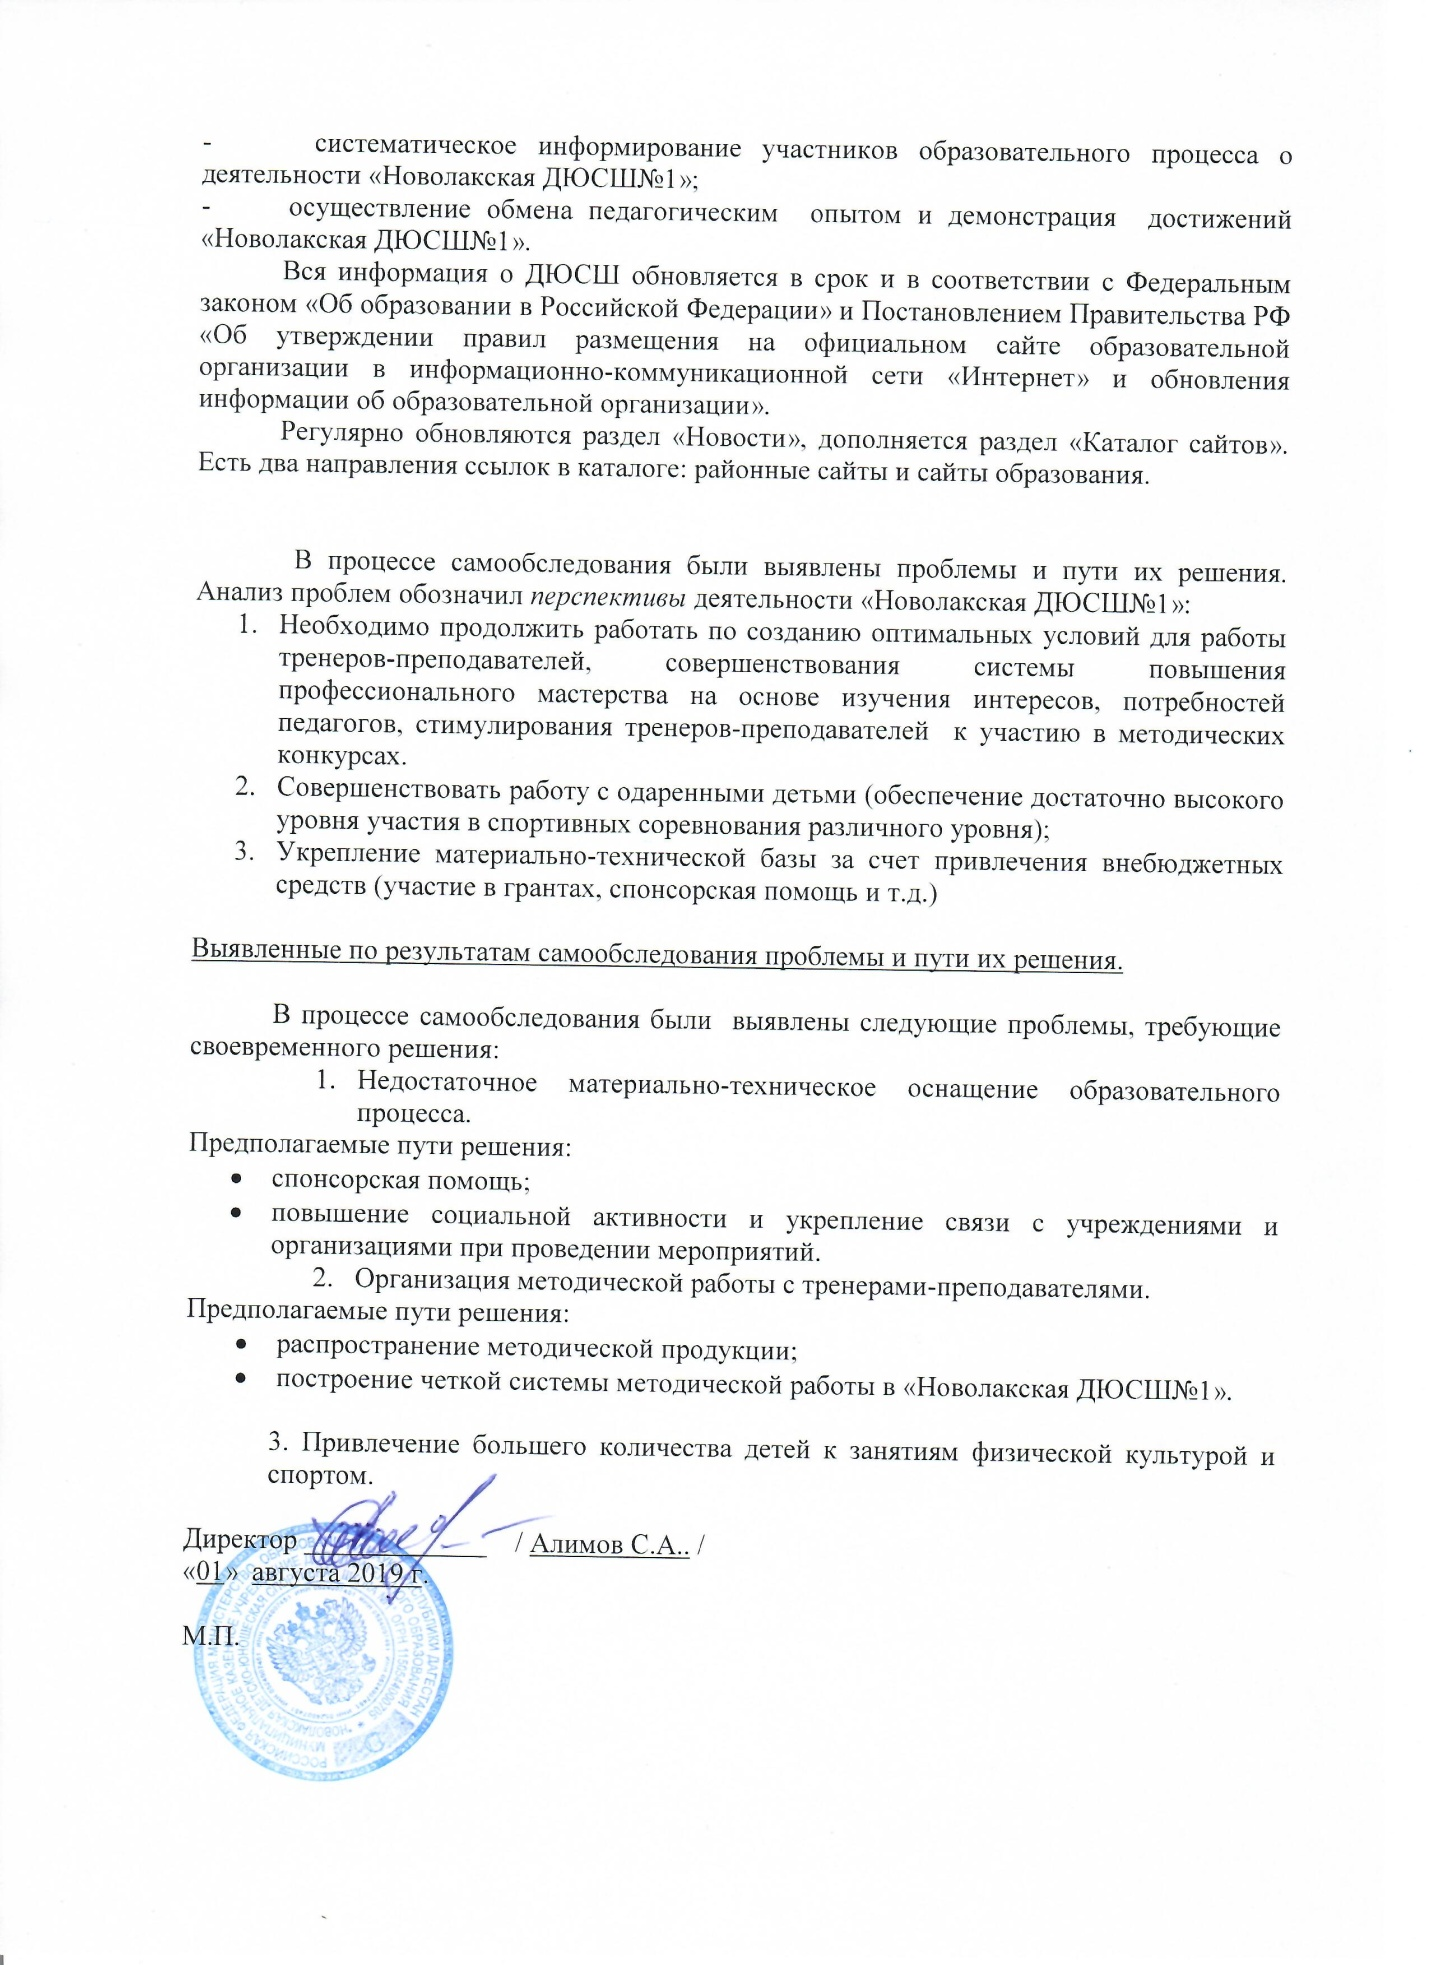 - систематическое информирование участников образовательного процесса о
деятельности «Новолакская ДЮСШ№1»;
- осуществление обмена педагогическим опытом и демонстрация достижений
«Новолакская ДЮСШ№1».
Вся информация о ДЮСШ обновляется в срок и в соответствии с Федеральным
законом «Об образовании в Российской Федерации» и Постановлением Правительства РФ
«Об утверждении правил размещения на официальном сайте образовательной
организации в информационно-коммуникационной сети «Интернет» и обновления
информации об образовательной организации».
Регулярно обновляются раздел «Новости», дополняется раздел «Каталог сайтов».
Есть два направления ссылок в каталоге: районные сайты и сайты образования.
В процессе самообследования были выявлены проблемы и пути их решения.
Анализ проблем обозначил перспективы деятельности «Новолакская ДЮСШ№1»:
1. Необходимо продолжить работать по созданию оптимальных условий для работы
тренеров-преподавателей, совершенствования системы повышения
профессионального мастерства на основе изучения интересов, потребностей
педагогов, стимулирования тренеров-преподавателей к участию в методических
конкурсах.
2. Совершенствовать работу с одаренными детьми (обеспечение достаточно высокого
уровня участия в спортивных соревнования различного уровня);
3. Укрепление материально-технической базы за счет привлечения внебюджетных
средств (участие в грантах, спонсорская помощь и т.д.)
Выявленные по результатам самообследования проблемы и пути их решения.
В процессе самообследования были выявлены следующие проблемы, требующие
своевременного решения:
1. Недостаточное материально-техническое оснащение образовательного
процесса.
Предполагаемые пути решения:
• спонсорская помощь;
• повышение социальной активности и укрепление связи с учреждениями и
организациями при проведении мероприятий.
2. Организация методической работы с тренерами-преподавателями.
Предполагаемые пути решения:
• распространение методической продукции;
• построение четкой системы методической работы в «Новолакская ДЮСШ№1».
3. Привлечение большего количества детей к занятиям физической культурой и
спортом.
Директор ____________ / Алимов С.А.. /
«01» августа 2019 г.
М.П.